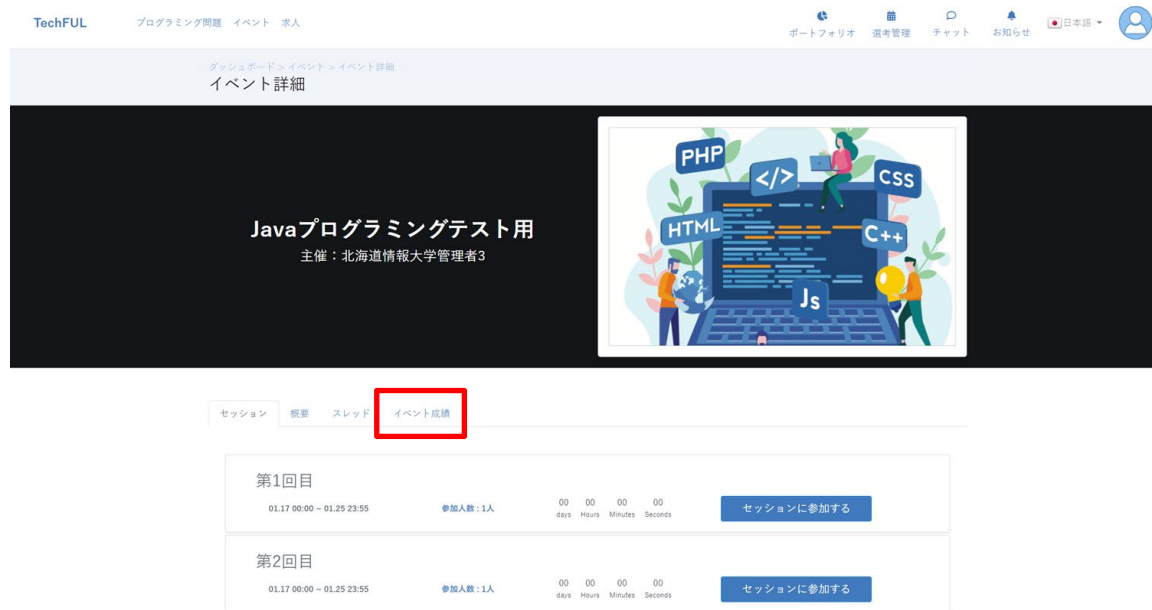 TechFUL プログラミング問題 イベント 求人 ポートフォリオ 選考管理 チャット お知らせ 日本語
ダッシュボード > イベント > イベント詳細
イベント詳細
Javaプログラミングテスト用
主催：北海道情報大学管理者3
PHP
</>
CSS
HTML
C++
Js
セッション 概要 スレッド イベント成績
第1回目
01.17 00:00 ~ 01.25 23:55 参加人数 : 1人 00 days 00 Hours 00 Minutes 00 Seconds セッションに参加する
第2回目
01.17 00:00 ~ 01.25 23:55 参加人数 : 1人 00 days 00 Hours 00 Minutes 00 Seconds セッションに参加する